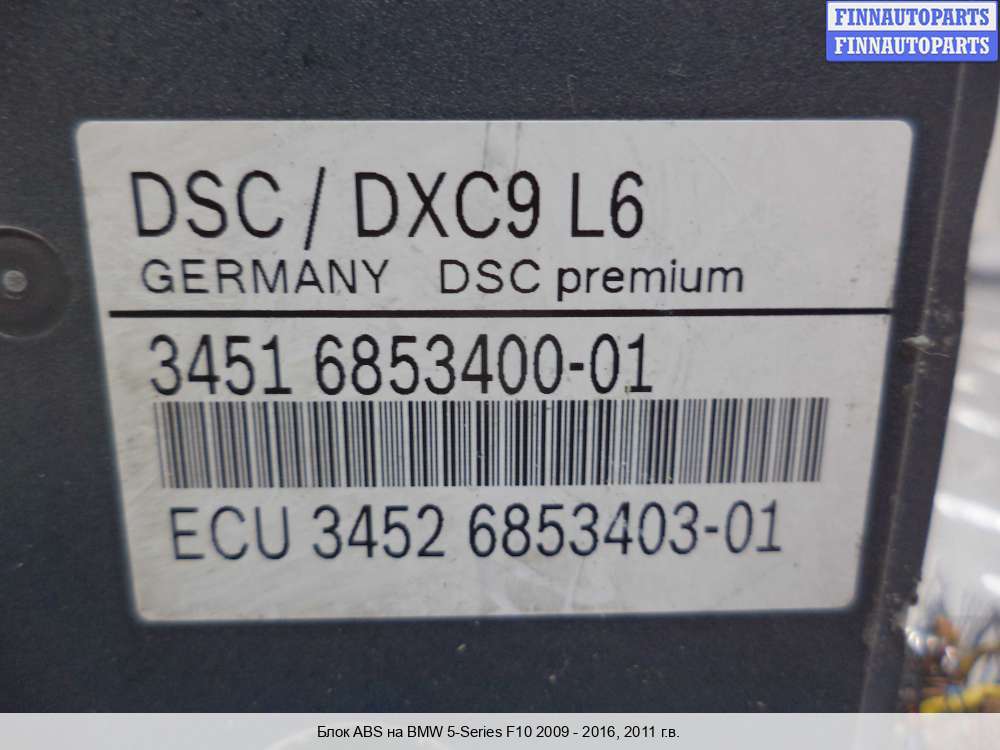 FINNAUTOPARTS
FINNAUTOPARTS
DSC / DXC9 L6
GERMANY DSC premium
3451 6853400-01
ECU 3452 6853403-01
Блок ABS на BMW 5-Series F10 2009 - 2016, 2011 г.в.